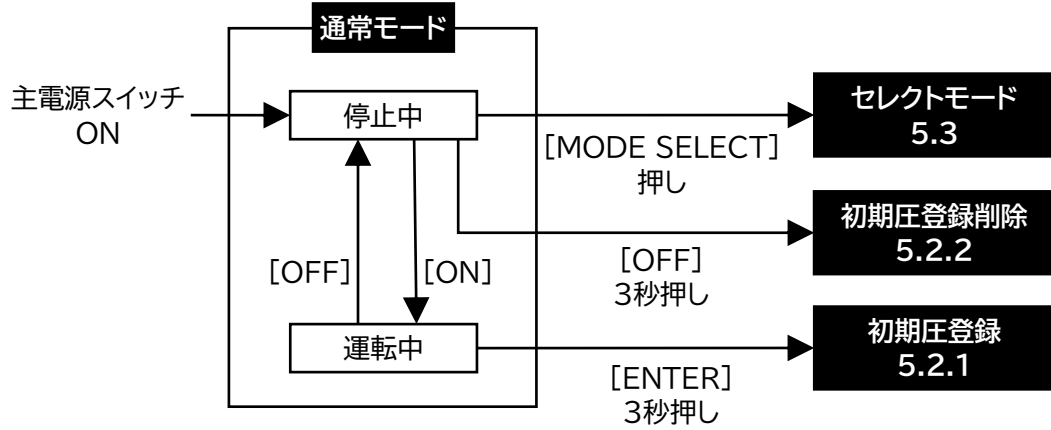 通常モード
主電源スイッチ
ON
停止中
[MODE SELECT]
押し
セレクトモード
5.3
[OFF]
[ON]
[OFF]
3秒押し
初期圧登録削除
5.2.2
運転中
[ENTER]
3秒押し
初期圧登録
5.2.1